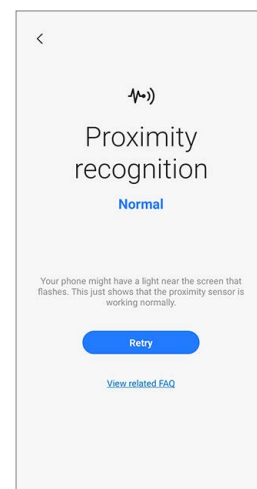 Proximity
recognition
Normal
Your phone might have a light near the screen that
flashes. This just shows that the proximity sensor is
working normally.
Retry
View related FAQ